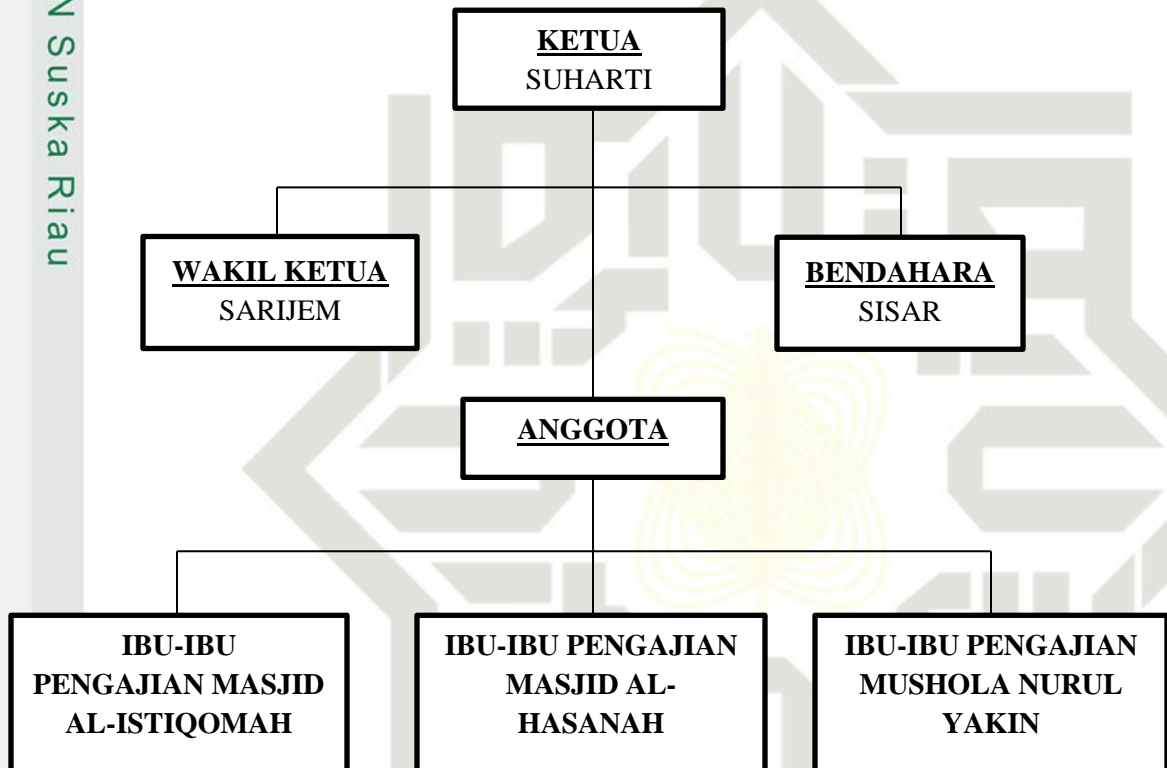 N Suska Riau
KETUA
SUHARTI
WAKIL KETUA
SARIJEM
BENDAHARA
SISAR
ANGGOTA
IBU-IBU
PENGAJIAN MASJID
AL-ISTIQOMAH
IBU-IBU PENGAJIAN
MASJID AL-
HASANAH
IBU-IBU PENGAJIAN
MUSHOLA NURUL
YAKIN